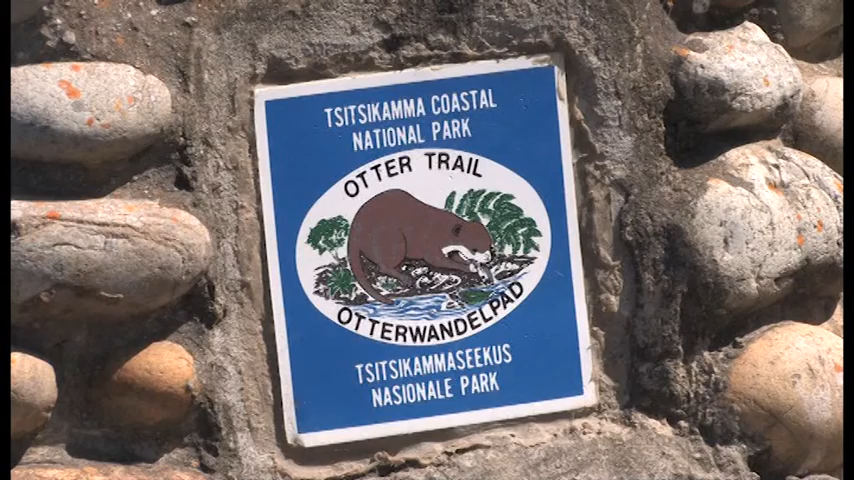 TSITSIKAMMA COASTAL
NATIONAL PARK
OTTER TRAIL
OTTERWANDELPAD
TSITSIKAMMASEEKUS
NASIONALE PARK